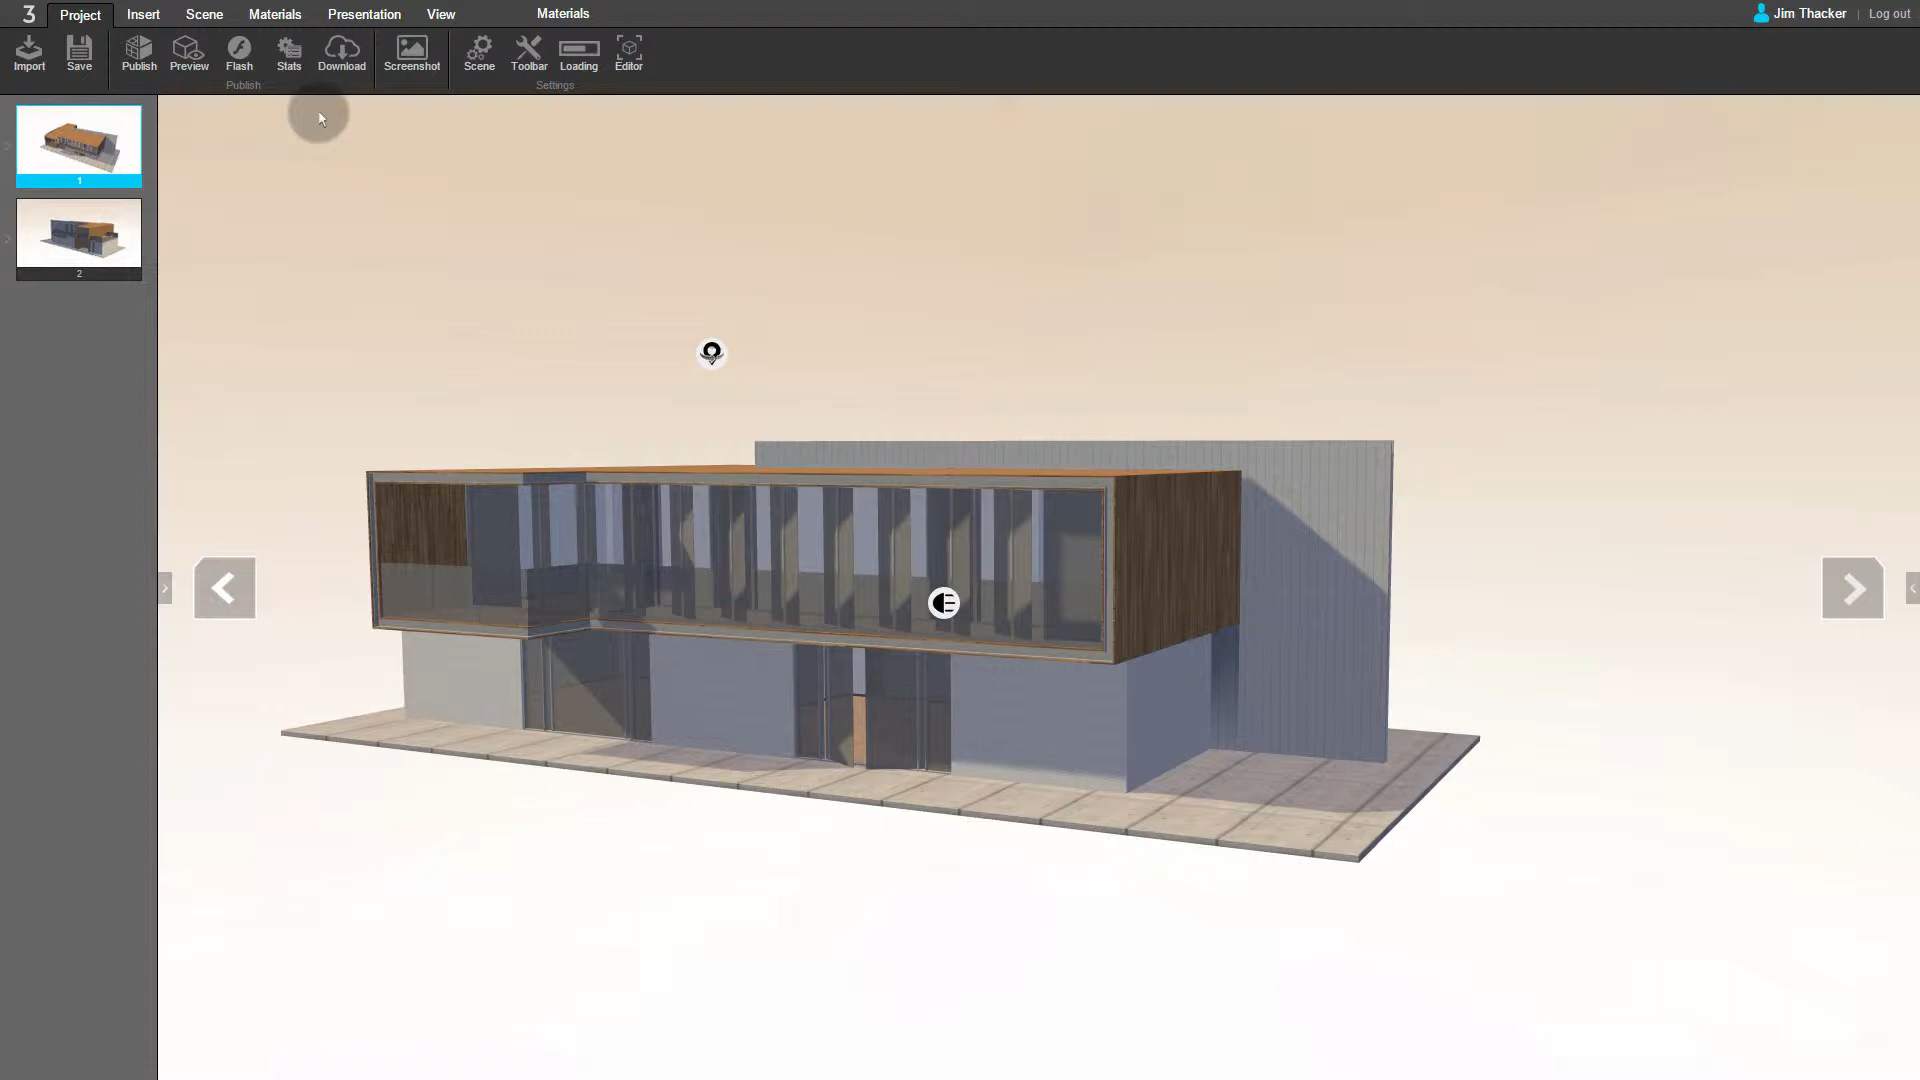 3 Project Insert Scene Materials Presentation View Materials Jim Thacker | Log out
Import Save Publish Preview Flash Stats Download Screenshot Scene Toolbar Loading Editor
Publish Settings
1
2